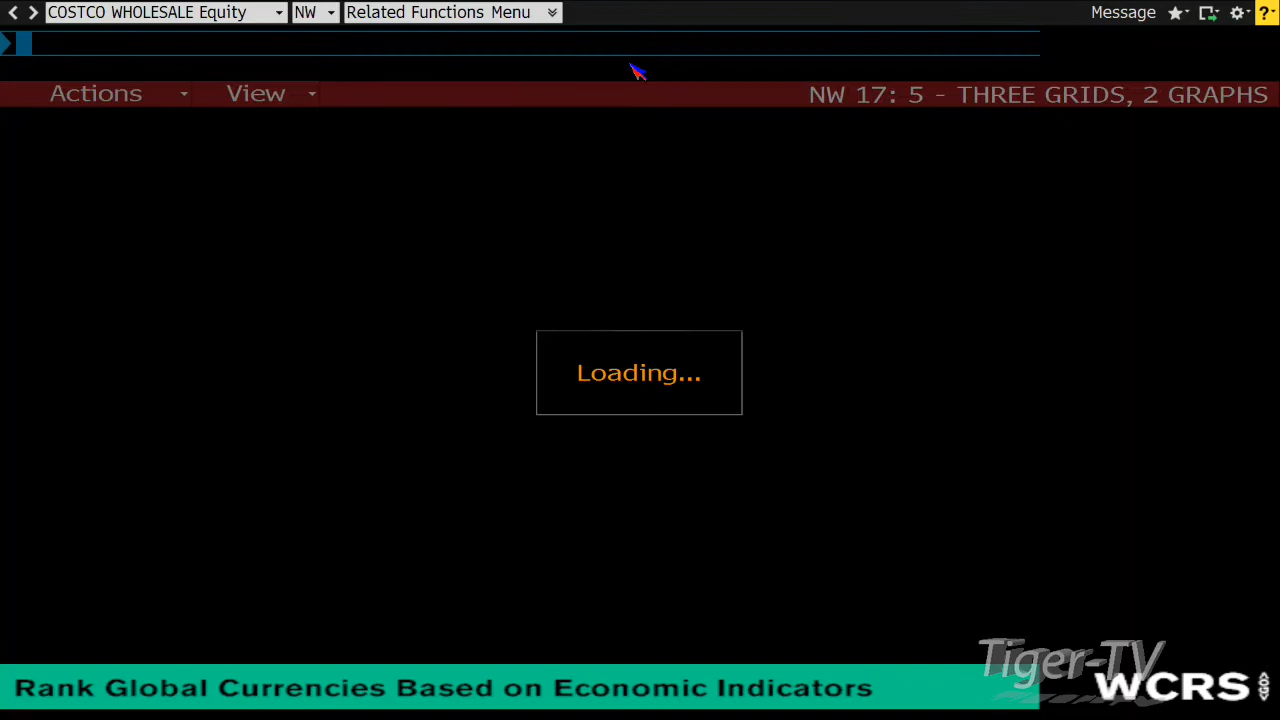 COSTCO WHOLESALE Equity NW Related Functions Menu Message ?
Actions View NW 17: 5 - THREE GRIDS, 2 GRAPHS
Loading...
Tiger-TV
Rank Global Currencies Based on Economic Indicators WCRS <GO>